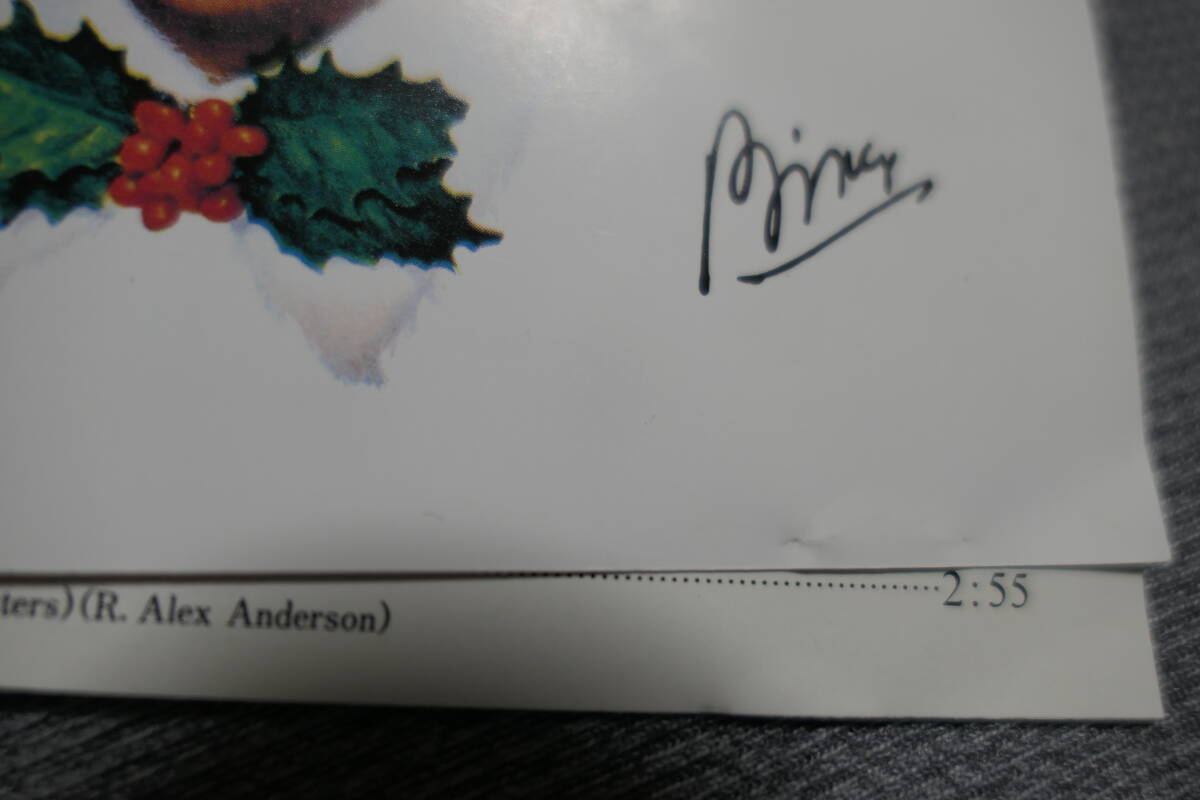 Bing
ters)(R. Alex Anderson)
2:55